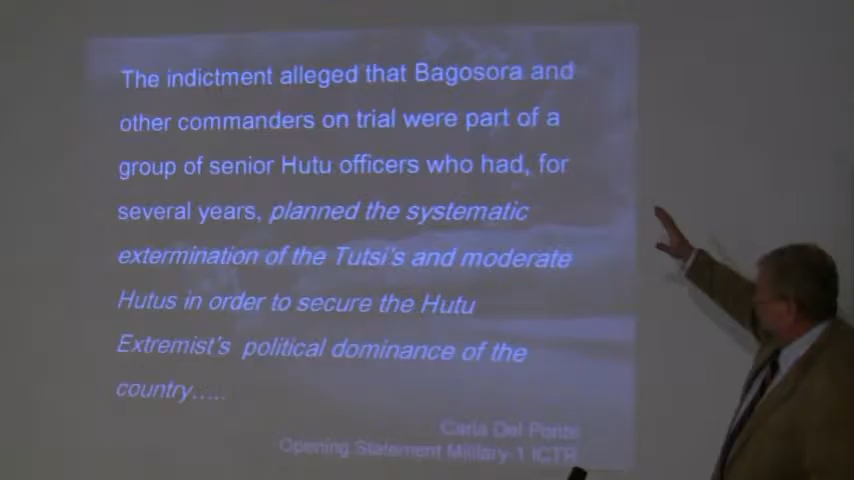 The indictment alleged that Bagosora and
other commanders on trial were part of a
group of senior Hutu officers who had, for
several years, planned the systematic
extermination of the Tutsi's and moderate
Hutus in order to secure the Hutu
Extremist's political dominance of the
country.....
Carla Del Ponte
Opening Statement Military-1 ICTR